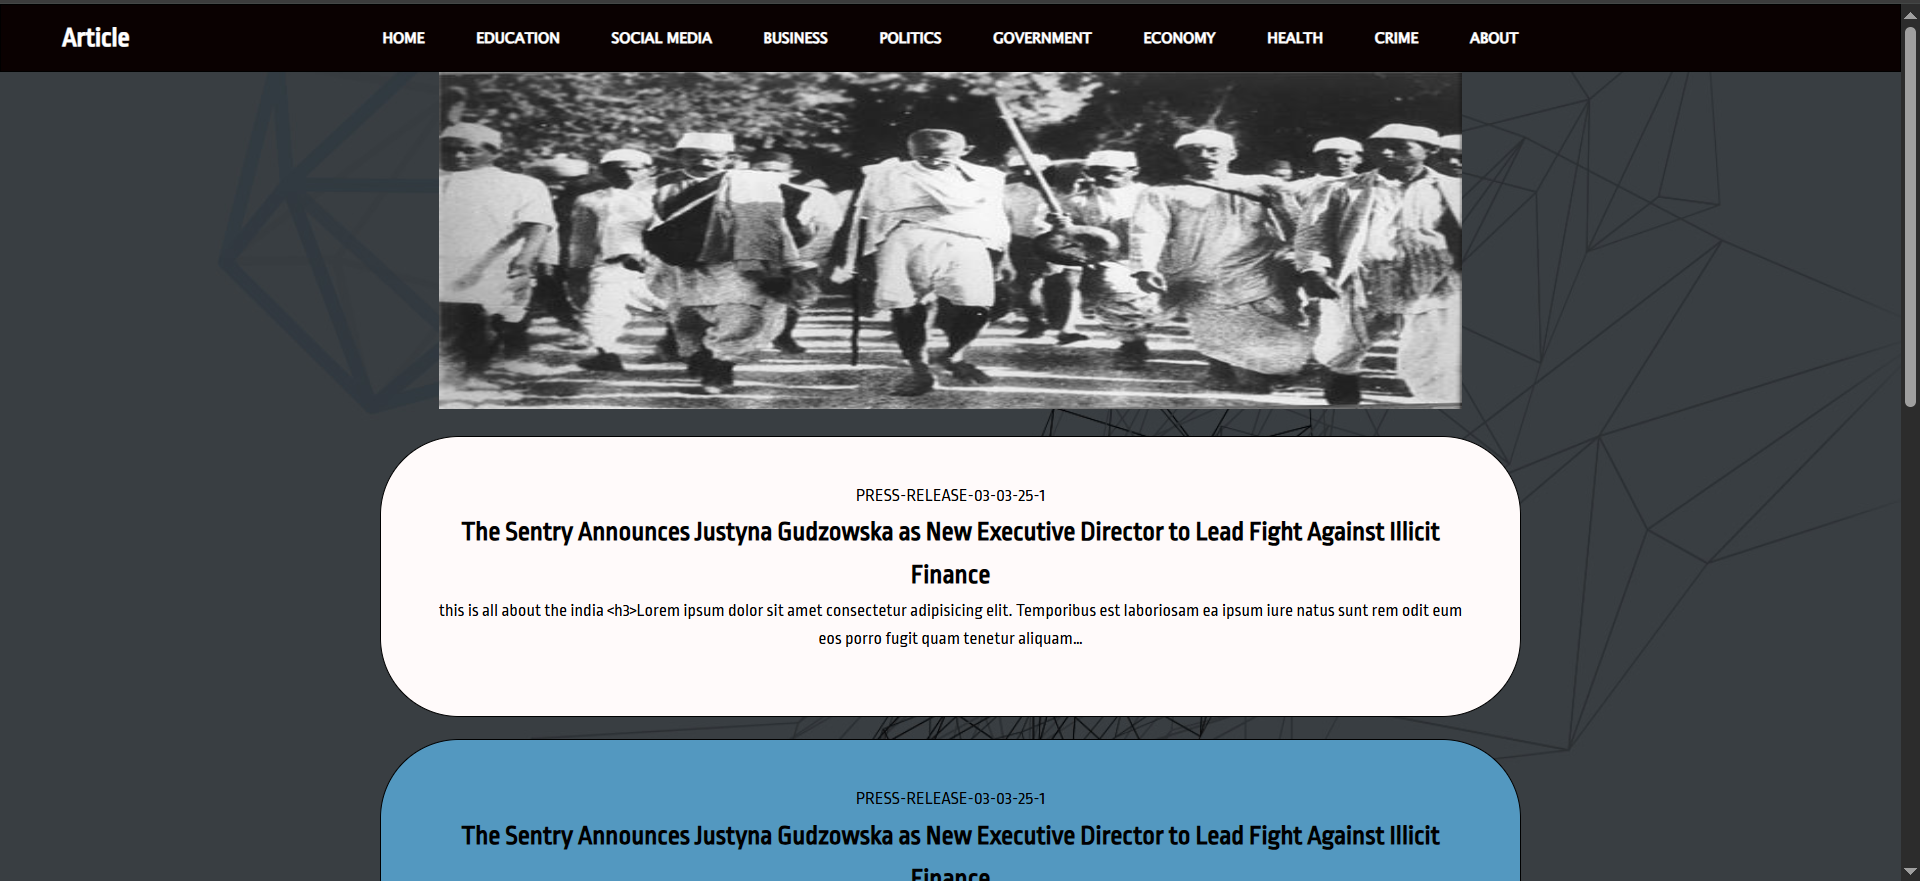 Article
HOME EDUCATION SOCIAL MEDIA BUSINESS POLITICS GOVERNMENT ECONOMY HEALTH CRIME ABOUT
PRESS-RELEASE-03-03-25-1
The Sentry Announces Justyna Gudzowska as New Executive Director to Lead Fight Against Illicit
Finance
this is all about the india <h3>Lorem ipsum dolor sit amet consectetur adipisicing elit. Temporibus est laboriosam ea ipsum iure natus sunt rem odit eum
eos porro fugit quam tenetur aliquam...
PRESS-RELEASE-03-03-25-1
The Sentry Announces Justyna Gudzowska as New Executive Director to Lead Fight Against Illicit
Finance